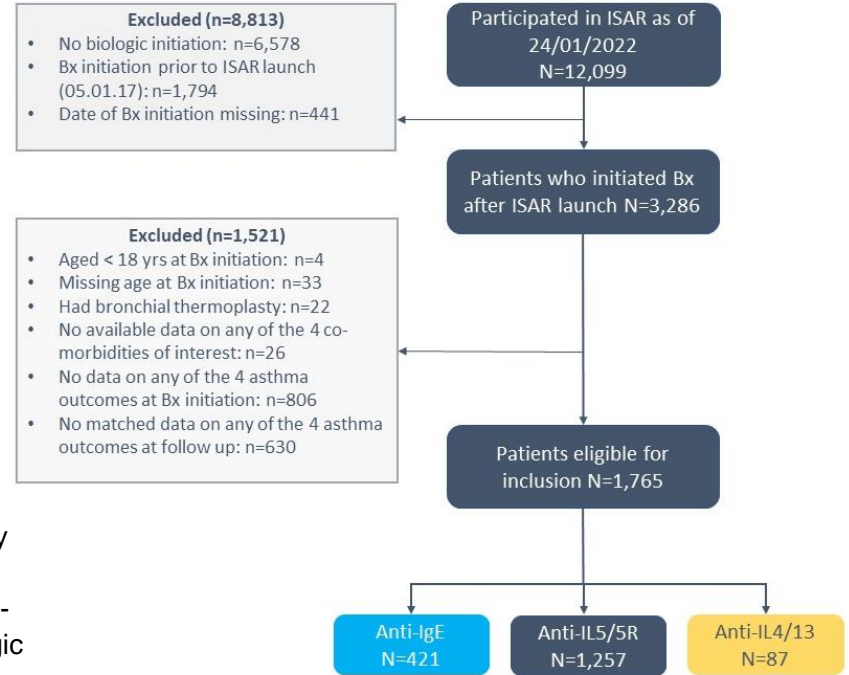 Excluded (n=8,813)
• No biologic initiation: n=6,578
• Bx initiation prior to ISAR launch
(05.01.17): n=1,794
• Date of Bx initiation missing: n=441
Participated in ISAR as of
24/01/2022
N=12,099
Patients who initiated Bx
after ISAR launch N=3,286
Excluded (n=1,521)
• Aged < 18 yrs at Bx initiation: n=4
• Missing age at Bx initiation: n=33
• Had bronchial thermoplasty: n=22
• No available data on any of the 4 co-
morbidities of interest: n=26
• No data on any of the 4 asthma
outcomes at Bx initiation: n=806
• No matched data on any of the 4 asthma
outcomes at follow up: n=630
Patients eligible for
inclusion N=1,765
y
-
gic
Anti-IgE
N=421
Anti-IL5/5R
N=1,257
Anti-IL4/13
N=87